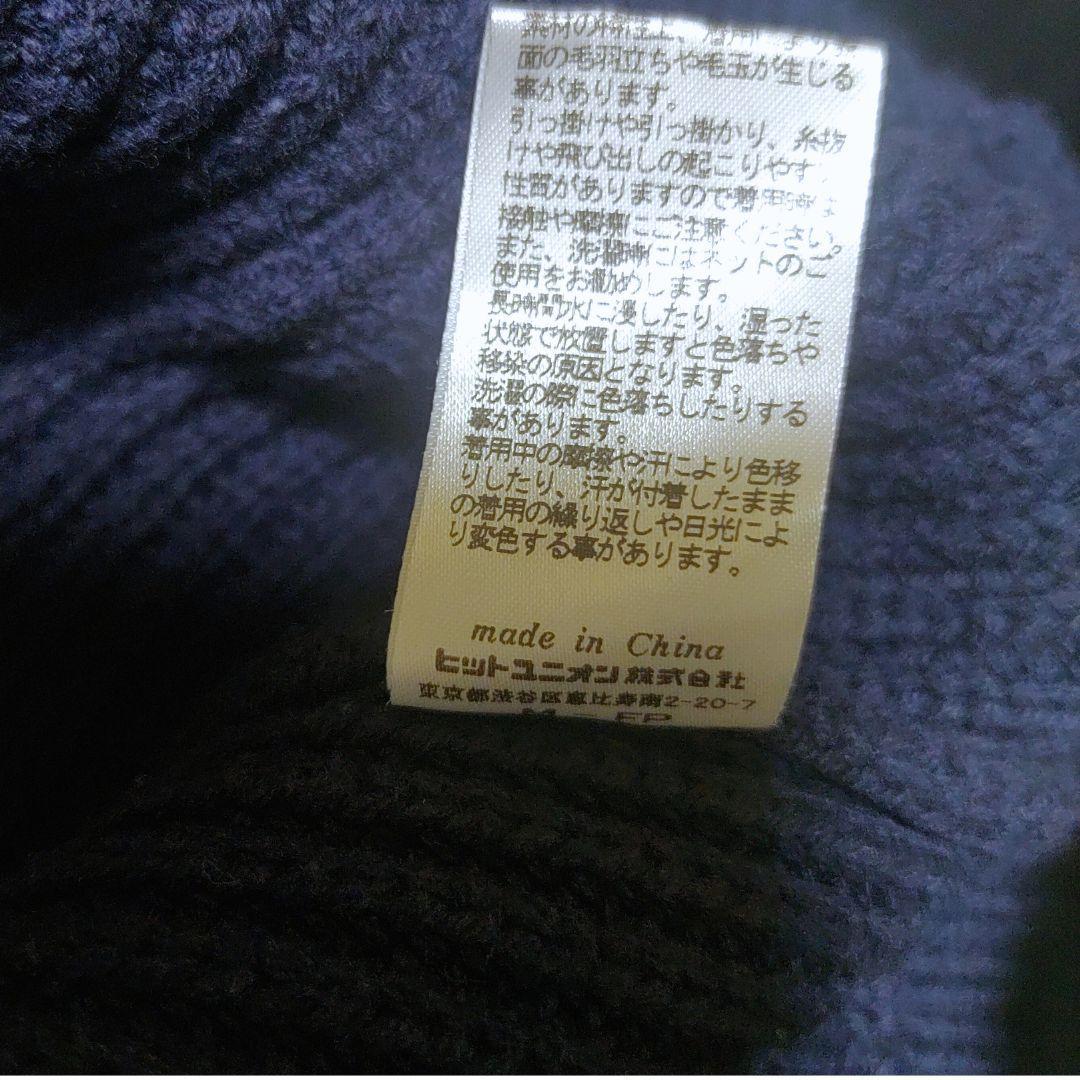 素材の特性上、着用により表
面の毛羽立ちや毛玉が生じる
事があります。
引っ掛けや引っ掛かり、糸抜
けや飛び出しの起こりやすい
性質がありますので着用時は
接触や摩擦にご注意ください。
また、洗濯時にはネットのご
使用をお勧めします。
長時間水に浸したり、湿った
状態で放置しますと色落ちや
移染の原因となります。
洗濯の際に色落ちしたりする
事があります。
着用中の摩擦や汗により色移
りしたり、汗が付着したまま
の着用の繰り返しや日光によ
り変色する事があります。
made in China
ヒットユニオン株式会社
東京都渋谷区恵比寿南2-20-7